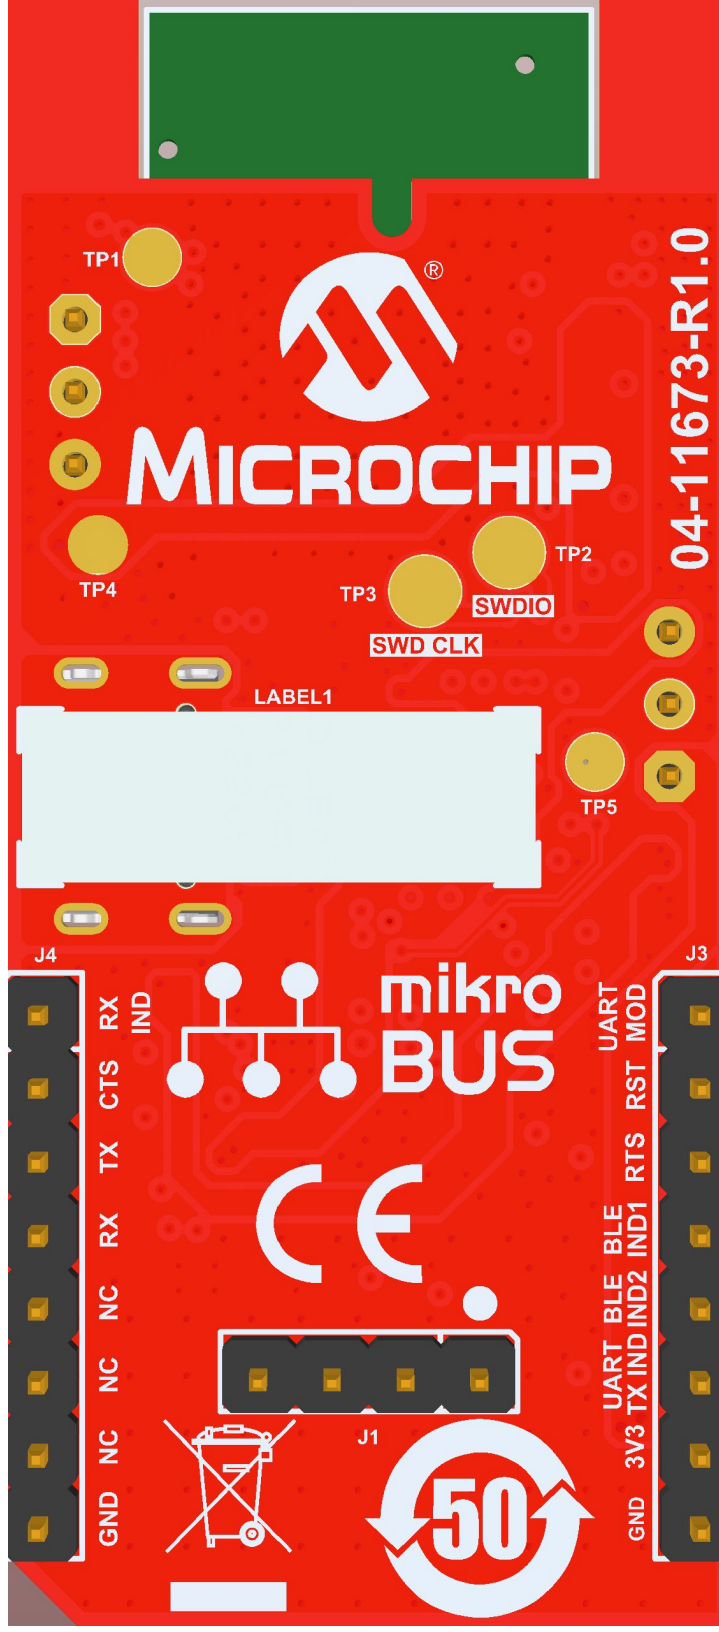 TP1
®
MICROCHIP
04-11673-R1.0
TP4
TP3
TP2
SWDIO
SWD CLK
LABEL1
TP5
J4
J3
RX
IND
CTS
TX
RX
NC
NC
NC
GND
mikro
BUS
UART
MOD
RST
RTS
BLE
IND1
BLE
IND2
UART
TX IND
3V3
GND
CE
J1
50